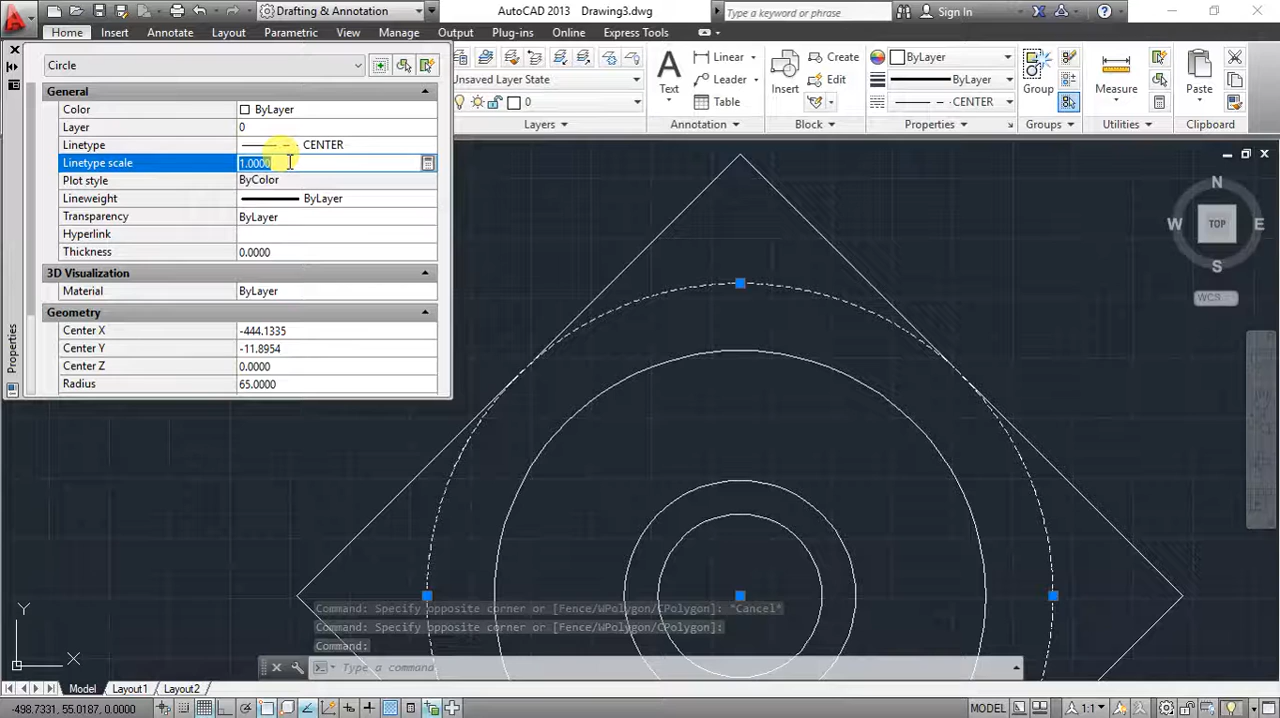 Drafting & Annotation
AutoCAD 2013 Drawing3.dwg
Type a keyword or phrase
Sign In
Home Insert Annotate Layout Parametric View Manage Output Plug-ins Online Express Tools
Circle
General
Color ByLayer
Layer 0
Linetype CENTER
Linetype scale 1.0000
Plot style ByColor
Lineweight ByLayer
Transparency ByLayer
Hyperlink
Thickness 0.0000
3D Visualization
Material ByLayer
Geometry
Center X -444.1335
Center Y -11.8954
Center Z 0.0000
Radius 65.0000
Properties
Unsaved Layer State
0
Layers
Text
Linear
Leader
Table
Annotation
Insert
Create
Edit
Block
ByLayer
ByLayer
CENTER
Properties
Group
Groups
Measure
Utilities
Paste
Clipboard
N
W TOP E
S
WCS
Y
X
Command: Specify opposite corner or [Fence/WPolygon/CPolygon]: *Cancel*
Command: Specify opposite corner or [Fence/WPolygon/CPolygon]:
Command:
Type a command
Model Layout1 Layout2
-498.7331, 55.0187, 0.0000
MODEL
1:1